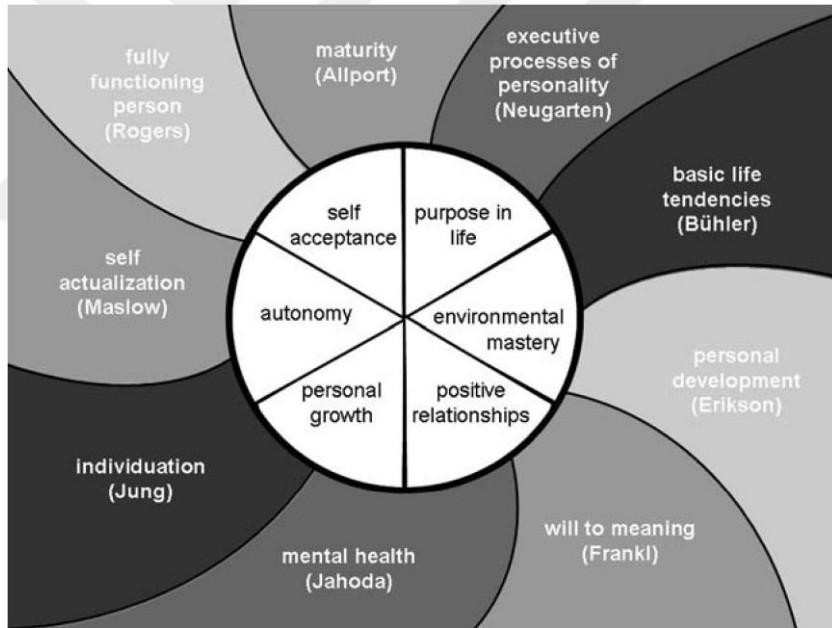 fully
functioning
person
(Rogers)
maturity
(Allport)
executive
processes of
personality
(Neugarten)
basic life
tendencies
(Bühler)
self
actualization
(Maslow)
self
acceptance
purpose in
life
autonomy
environmental
mastery
personal
growth
positive
relationships
personal
development
(Erikson)
individuation
(Jung)
mental health
(Jahoda)
will to meaning
(Frankl)